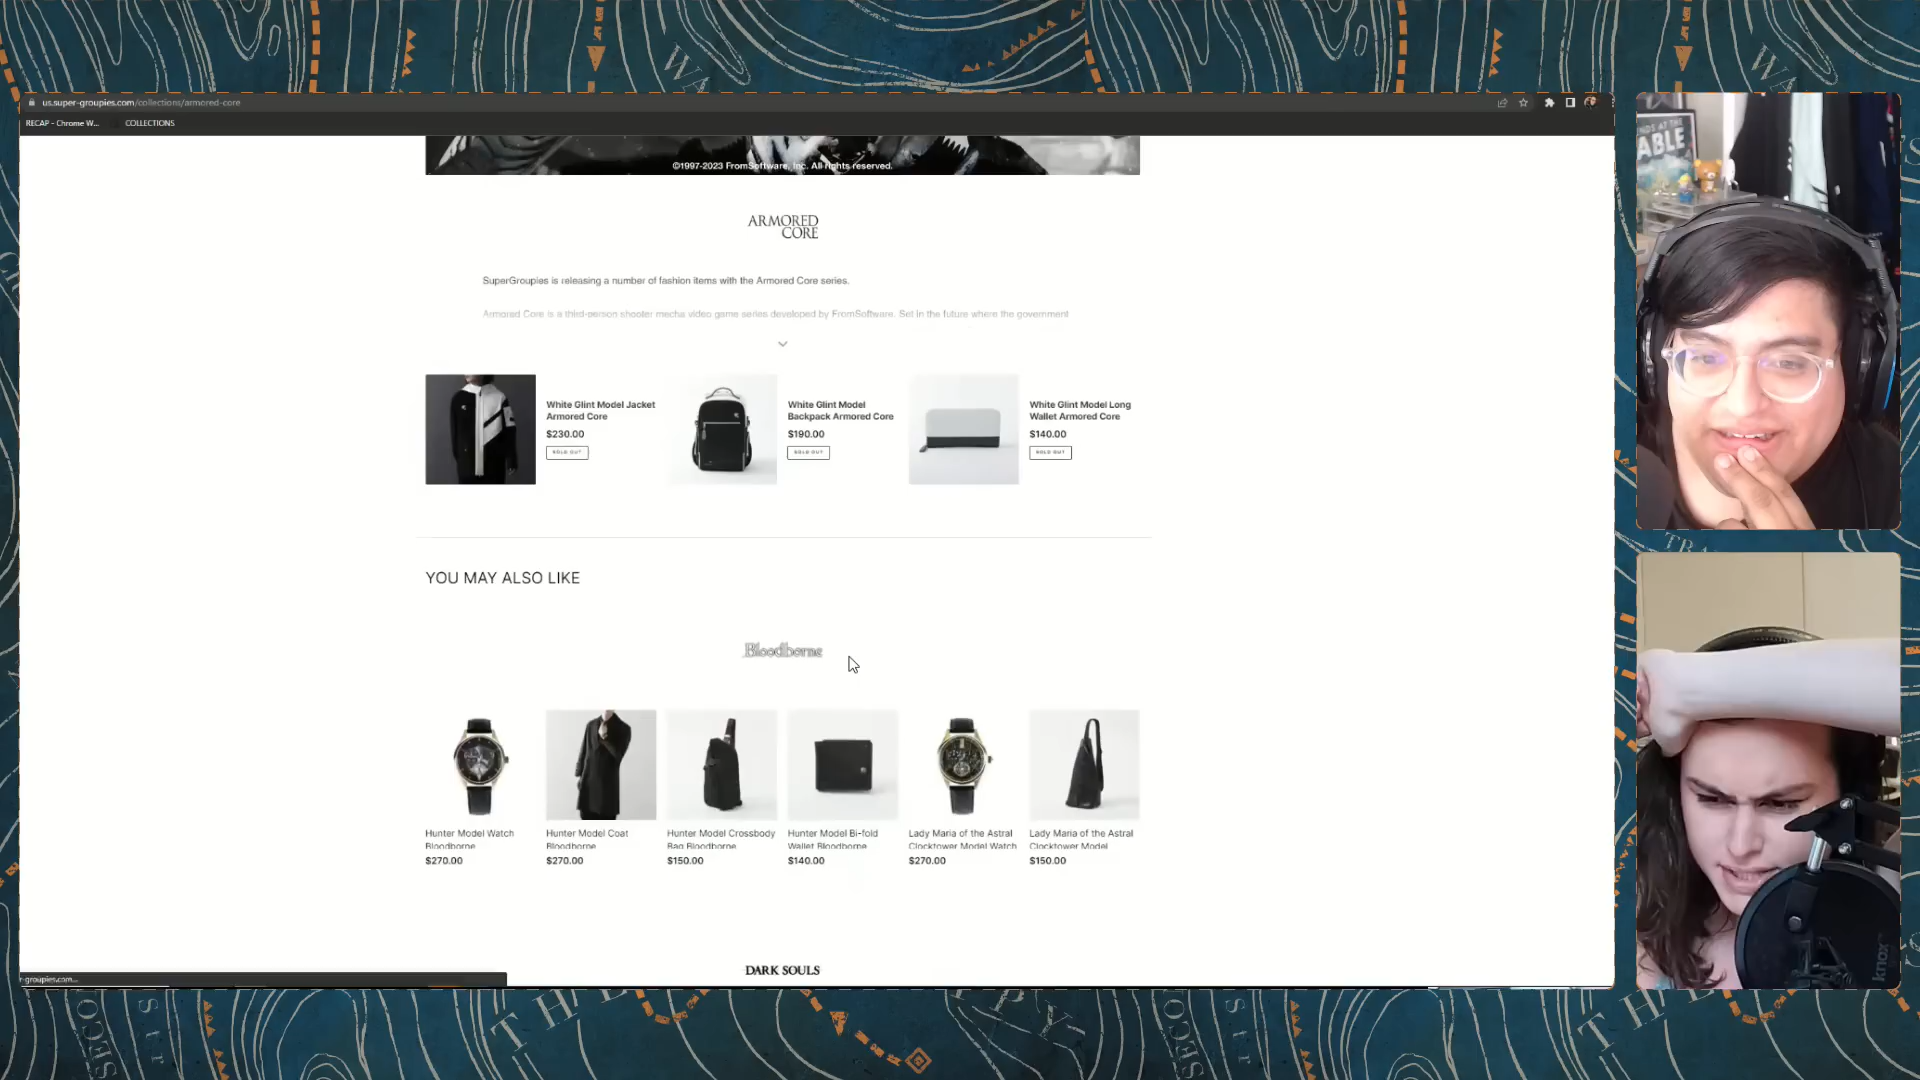 us.super-groupies.com/collections/armored-core
RECAP - Chrome W...
COLLECTIONS
©1997-2023 FromSoftware, Inc. All rights reserved.
ARMORED
CORE
SuperGroupies is releasing a number of fashion items with the Armored Core series.
Armored Core is a third-person shooter mecha video game series developed by FromSoftware. Set in the future where the government
White Glint Model Jacket
Armored Core
$230.00
SOLD OUT
White Glint Model
Backpack Armored Core
$190.00
SOLD OUT
White Glint Model Long
Wallet Armored Core
$140.00
SOLD OUT
YOU MAY ALSO LIKE
Bloodborne
Hunter Model Watch
Bloodborne
$270.00
Hunter Model Coat
Bloodborne
$270.00
Hunter Model Crossbody
Bag Bloodborne
$150.00
Hunter Model Bi-fold
Wallet Bloodborne
$140.00
Lady Maria of the Astral
Clocktower Model Watch
$270.00
Lady Maria of the Astral
Clocktower Model
$150.00
DARK SOULS
r-groupies.com...
NDS AT THE
ABLE
knox